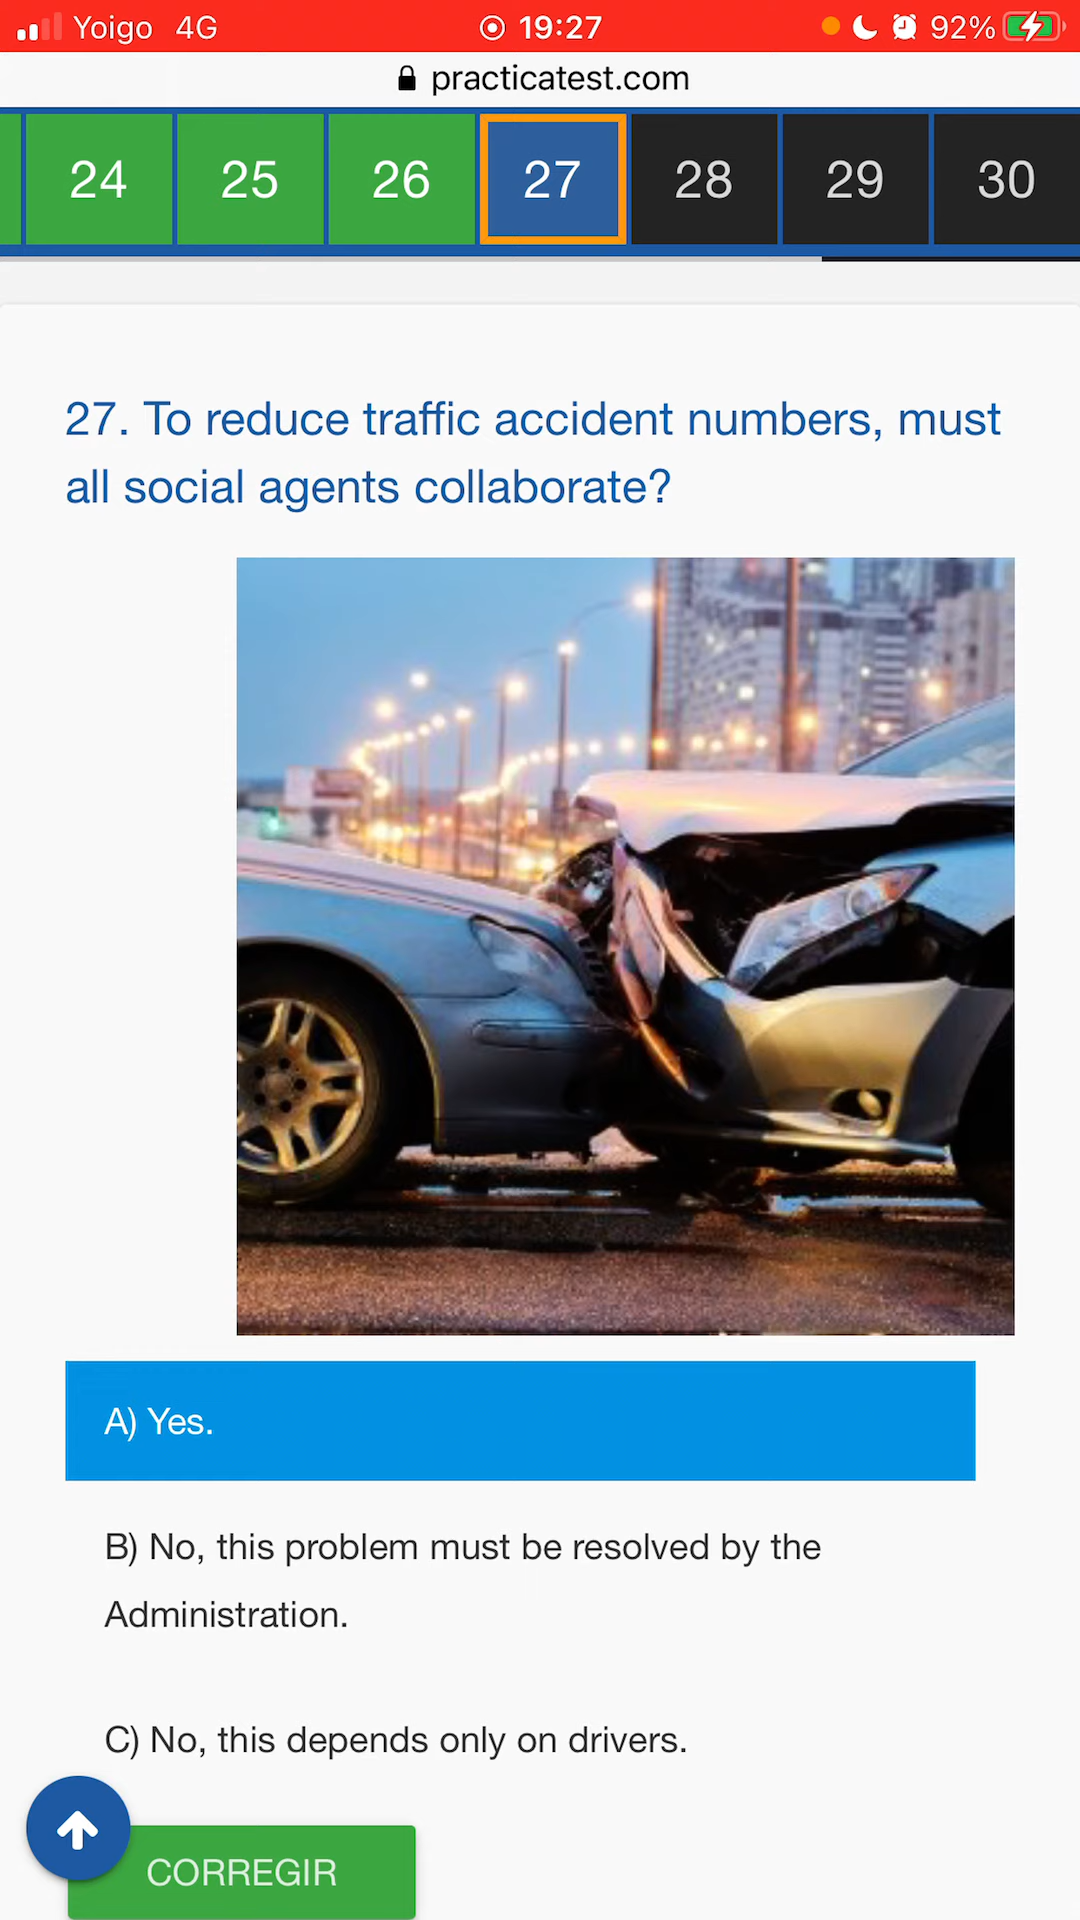 Yoigo 4G 19:27 92%
practicatest.com
24 25 26 27 28 29 30
27. To reduce traffic accident numbers, must
all social agents collaborate?
A) Yes.
B) No, this problem must be resolved by the
Administration.
C) No, this depends only on drivers.
CORREGIR